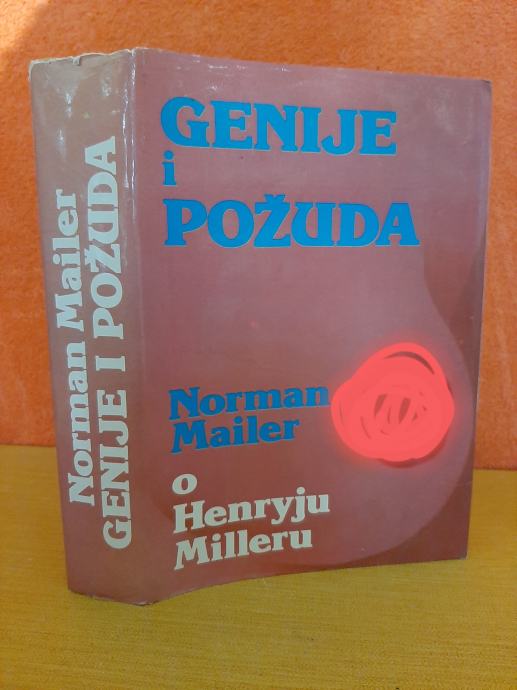 Norman Mailer
GENIJE I POŽUDA
GENIJE
i
POŽUDA
Norman
Mailer
o
Henryju
Milleru